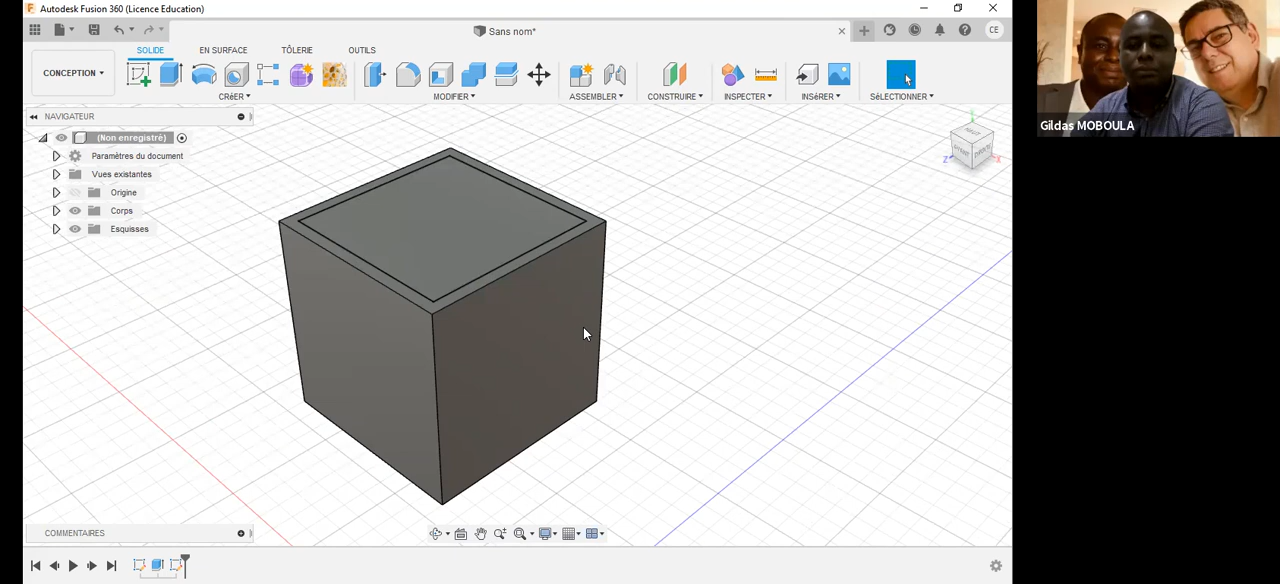 Autodesk Fusion 360 (Licence Education)
Sans nom*
CE
SOLIDE EN SURFACE TÔLERIE OUTILS
CONCEPTION
CRÉER MODIFIER ASSEMBLER CONSTRUIRE INSPECTER INSÉRER SÉLECTIONNER
NAVIGATEUR
(Non enregistré)
Paramètres du document
Vues existantes
Origine
Corps
Esquisses
Z
X
COMMENTAIRES
Gildas MOBOULA